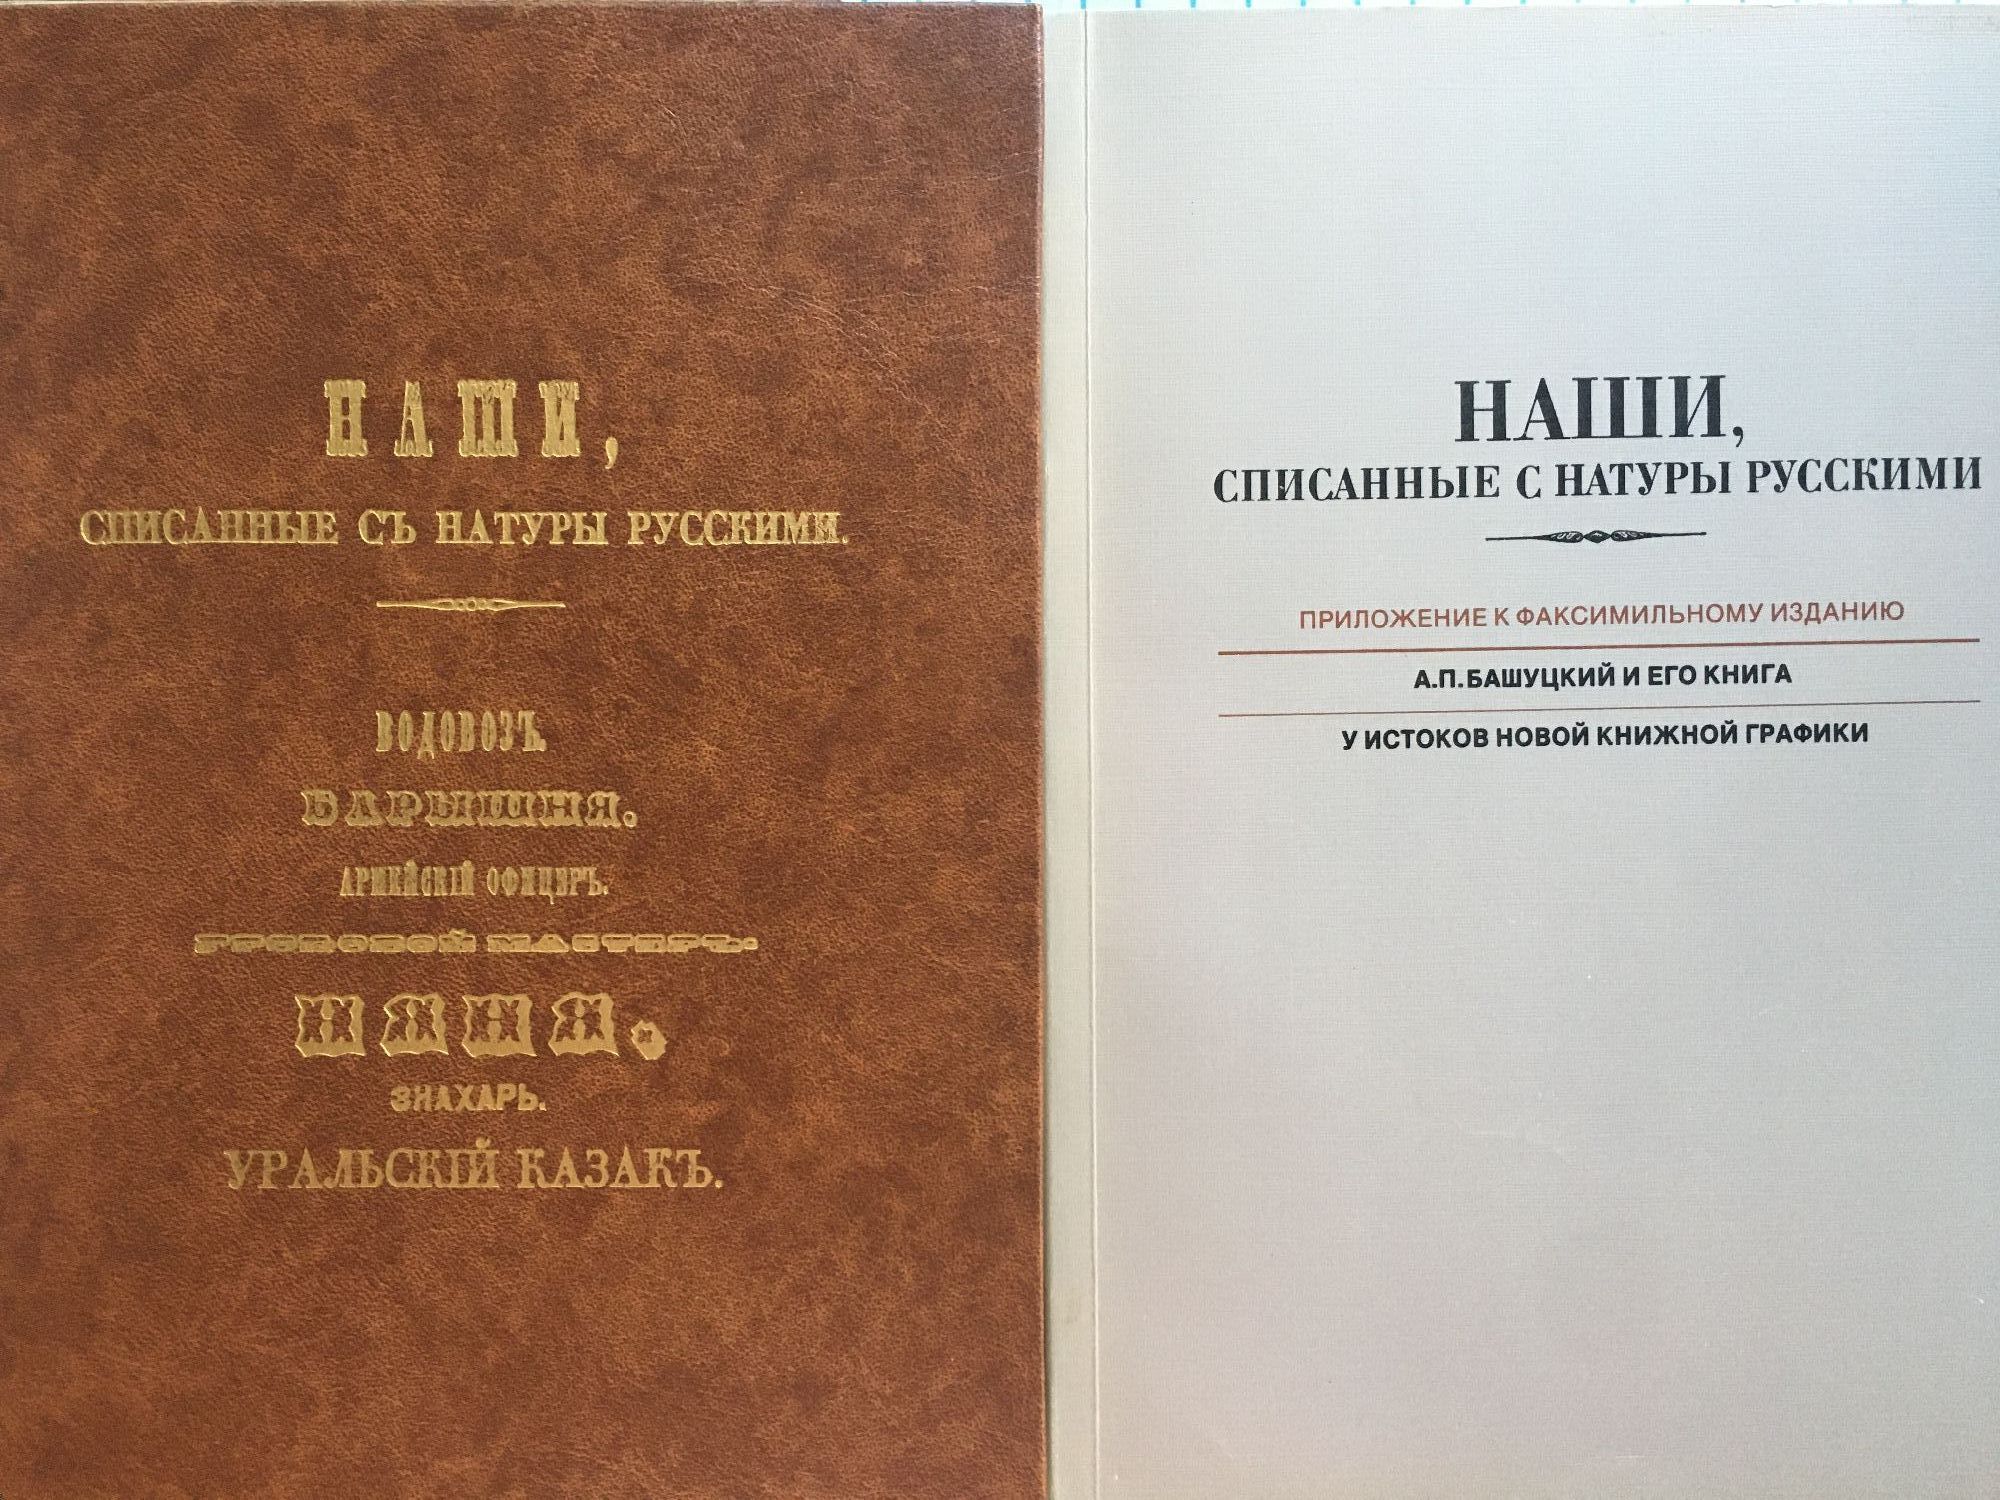 НАШИ,
СПИСАННЫЕ СЪ НАТУРЫ РУССКИМИ.
ВОДОВОЗЪ.
БАРЫШНЯ.
АРМЕЙСКІЙ ОФИЦЕРЪ.
ГРОБОВОЙ МАСТЕРЪ.
НЯНЯ.
ЗНАХАРЬ.
УРАЛЬСКІЙ КАЗАКЪ.
НАШИ,
СПИСАННЫЕ С НАТУРЫ РУССКИМИ
ПРИЛОЖЕНИЕ К ФАКСИМИЛЬНОМУ ИЗДАНИЮ
А.П.БАШУЦКИЙ И ЕГО КНИГА
У ИСТОКОВ НОВОЙ КНИЖНОЙ ГРАФИКИ